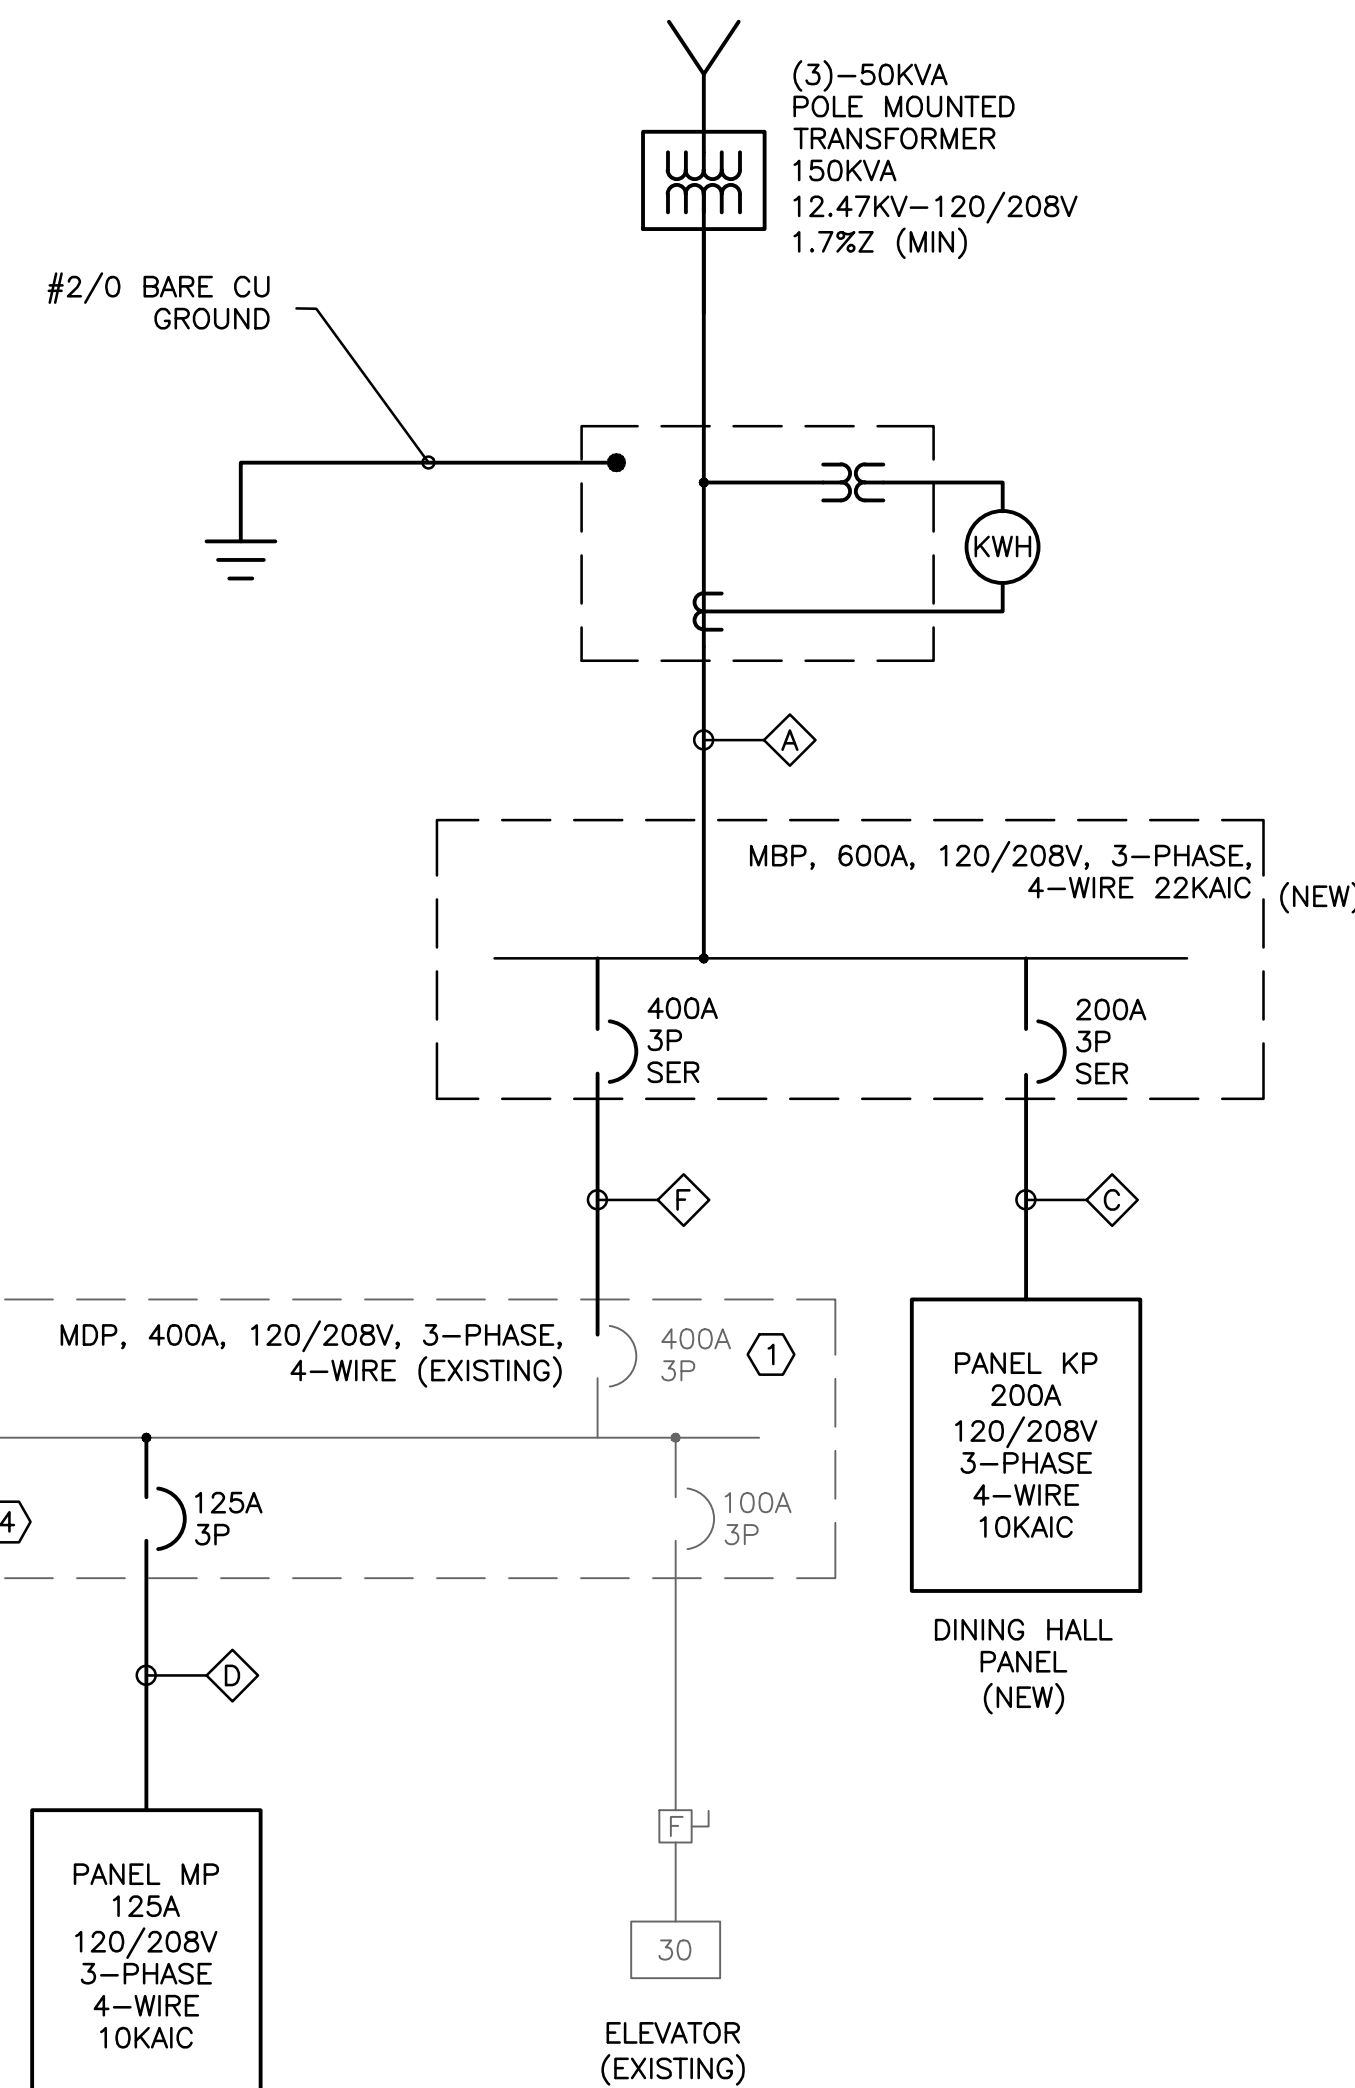 (3)-50KVA
POLE MOUNTED
TRANSFORMER
150KVA
12.47KV-120/208V
1.7%Z (MIN)
#2/0 BARE CU
GROUND
KWH
A
MBP, 600A, 120/208V, 3-PHASE,
4-WIRE 22KAIC
(NEW)
400A
3P
SER
200A
3P
SER
F
C
MDP, 400A, 120/208V, 3-PHASE,
4-WIRE (EXISTING)
400A
3P
1
PANEL KP
200A
120/208V
3-PHASE
4-WIRE
10KAIC
4
125A
3P
100A
3P
DINING HALL
PANEL
(NEW)
D
F
PANEL MP
125A
120/208V
3-PHASE
4-WIRE
10KAIC
30
ELEVATOR
(EXISTING)